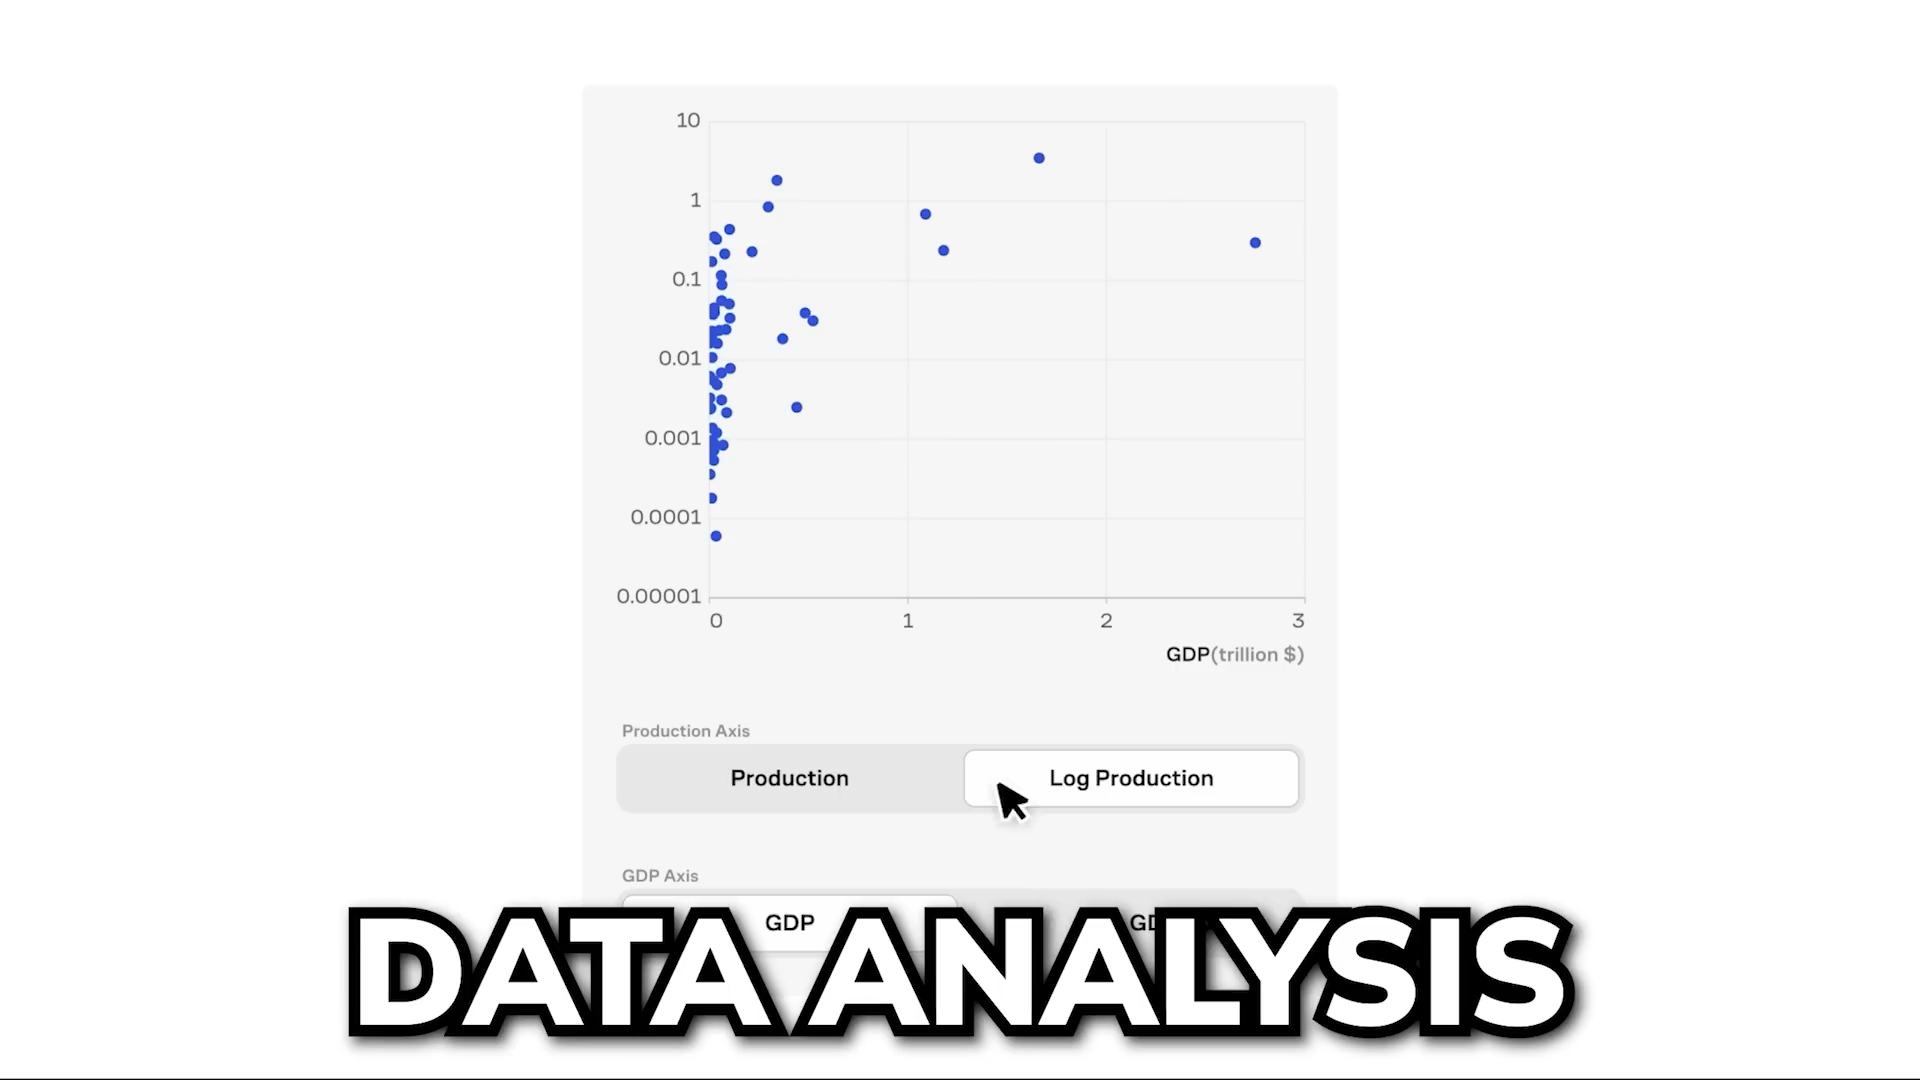 10
1
0.1
0.01
0.001
0.0001
0.00001
0 1 2 3
GDP(trillion $)
Production Axis
Production Log Production
GDP Axis
GDP
DATA ANALYSIS